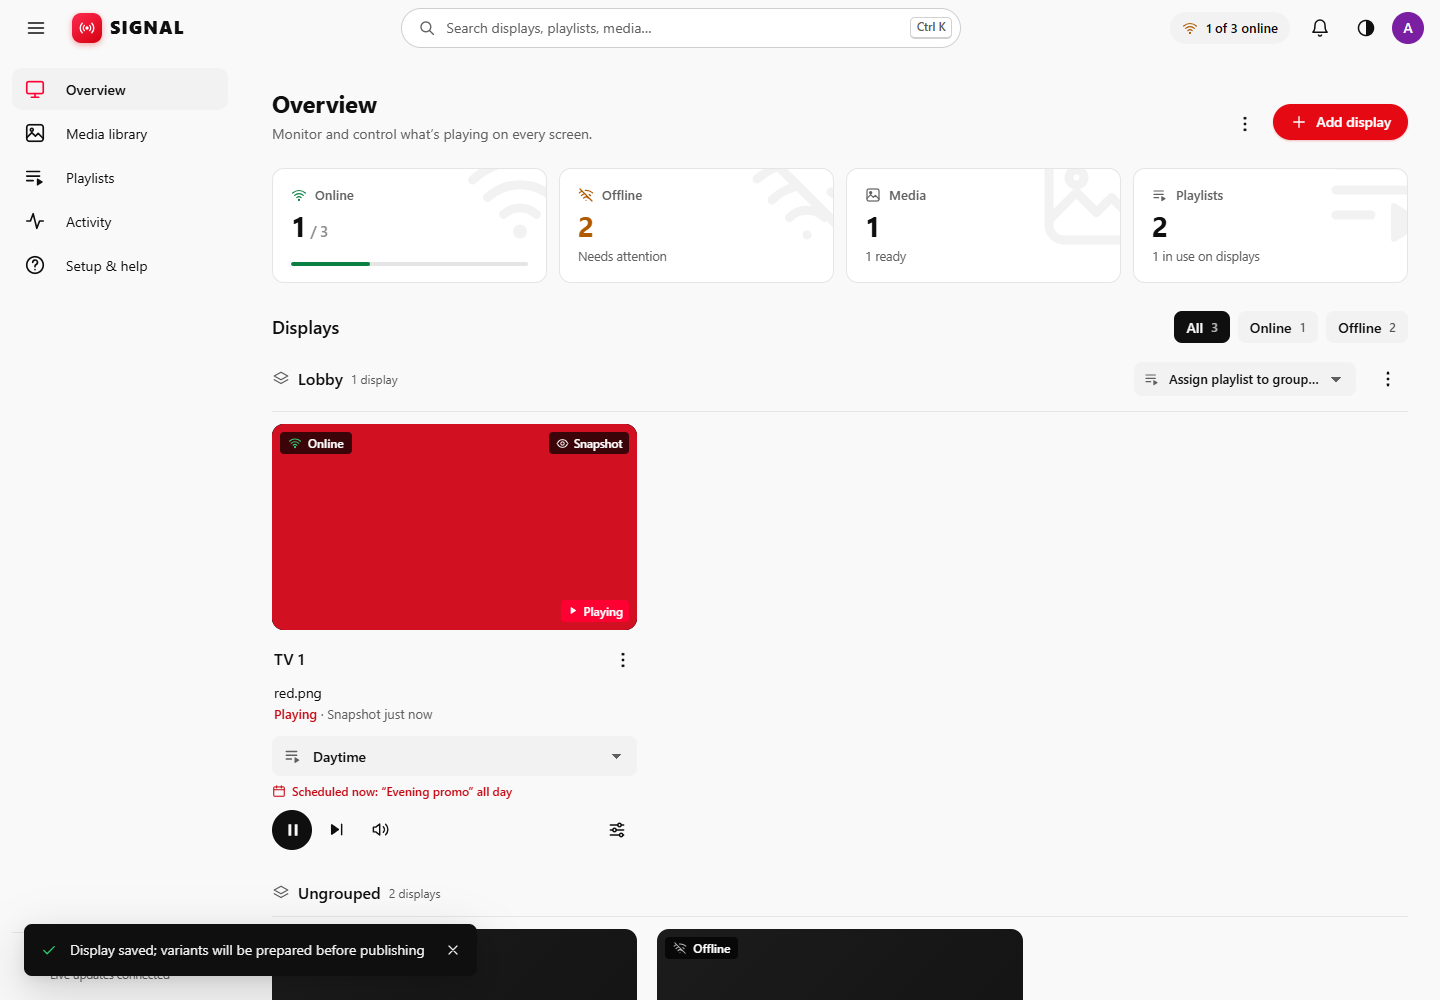 SIGNAL
Search displays, playlists, media...
Ctrl K
1 of 3 online
A
Overview
Media library
Playlists
Activity
Setup & help
Overview
Monitor and control what's playing on every screen.
Add display
Online
1 / 3
Offline
2
Needs attention
Media
1
1 ready
Playlists
2
1 in use on displays
Displays
All 3
Online 1
Offline 2
Lobby 1 display
Assign playlist to group...
Online
Snapshot
Playing
TV 1
red.png
Playing · Snapshot just now
Daytime
Scheduled now: “Evening promo” all day
Ungrouped 2 displays
Offline
Display saved; variants will be prepared before publishing
Live updates connected